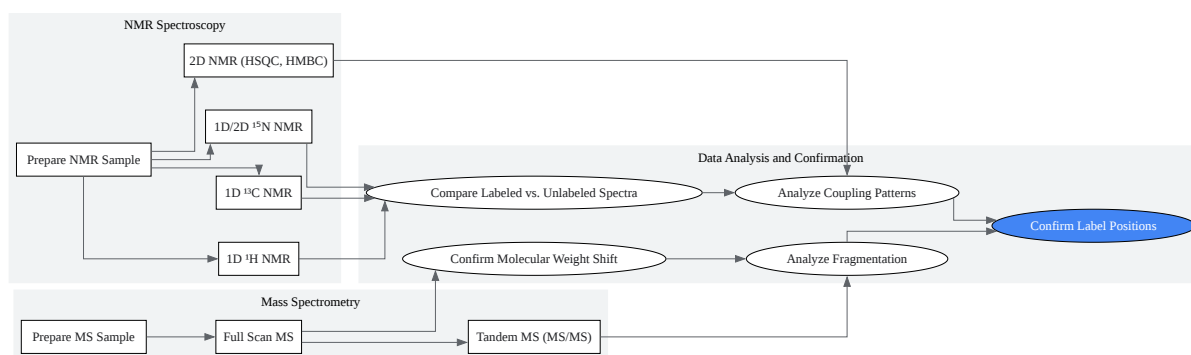 NMR Spectroscopy
2D NMR (HSQC, HMBC)
1D/2D ¹⁵N NMR
Prepare NMR Sample
1D ¹³C NMR
1D ¹H NMR
Data Analysis and Confirmation
Compare Labeled vs. Unlabeled Spectra
Analyze Coupling Patterns
Confirm Label Positions
Confirm Molecular Weight Shift
Analyze Fragmentation
Mass Spectrometry
Prepare MS Sample
Full Scan MS
Tandem MS (MS/MS)